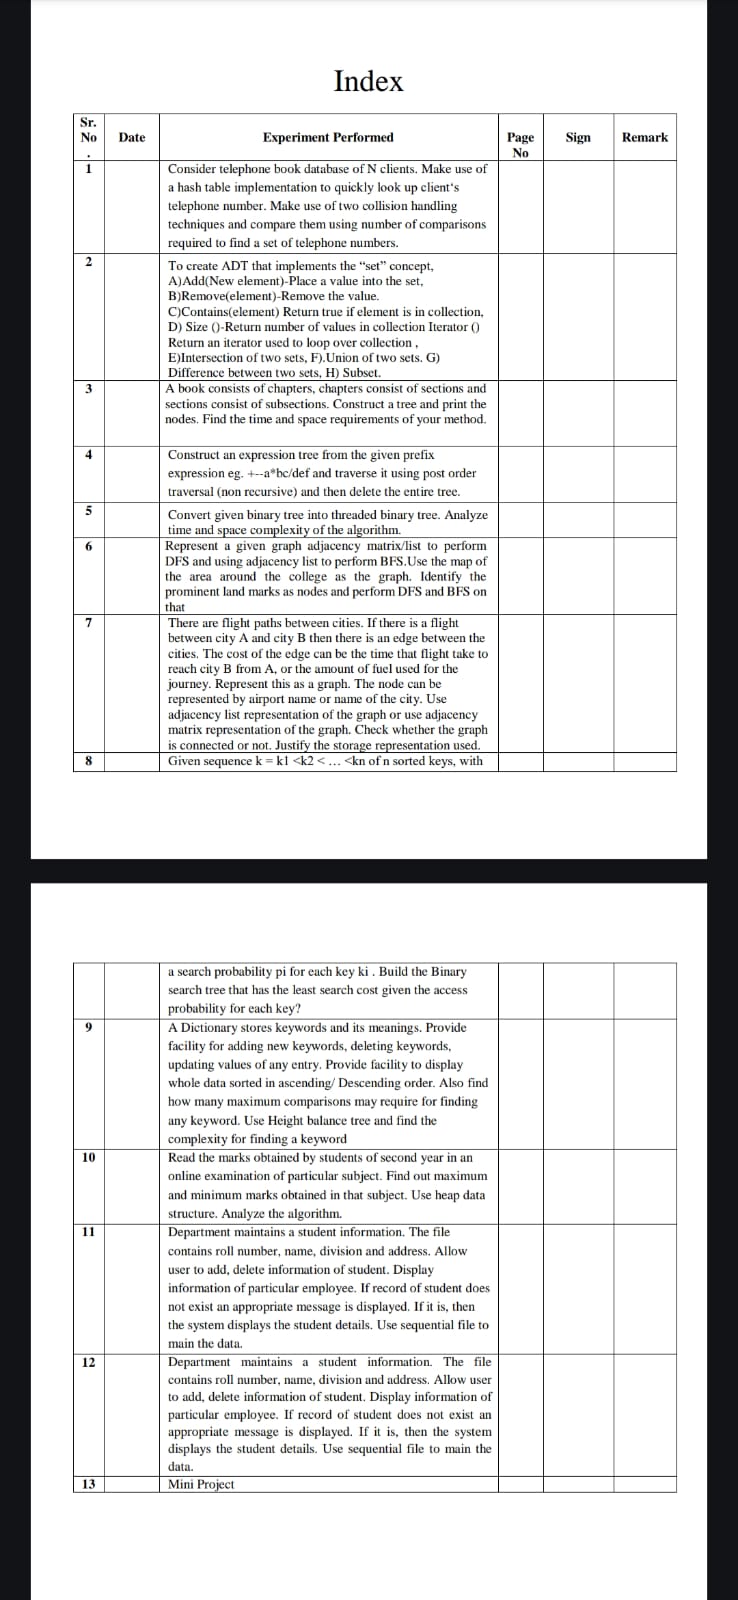 Index
Sr. No . Date Experiment Performed Page No Sign Remark
1 Consider telephone book database of N clients. Make use of
a hash table implementation to quickly look up client's
telephone number. Make use of two collision handling
techniques and compare them using number of comparisons
required to find a set of telephone numbers.
2 To create ADT that implements the “set” concept,
A)Add(New element)-Place a value into the set,
B)Remove(element)-Remove the value.
C)Contains(element) Return true if element is in collection,
D) Size ()-Return number of values in collection Iterator ()
Return an iterator used to loop over collection ,
E)Intersection of two sets, F).Union of two sets. G)
Difference between two sets, H) Subset.
3 A book consists of chapters, chapters consist of sections and
sections consist of subsections. Construct a tree and print the
nodes. Find the time and space requirements of your method.
4 Construct an expression tree from the given prefix
expression eg. +--a*bc/def and traverse it using post order
traversal (non recursive) and then delete the entire tree.
5 Convert given binary tree into threaded binary tree. Analyze
time and space complexity of the algorithm.
6 Represent a given graph adjacency matrix/list to perform
DFS and using adjacency list to perform BFS.Use the map of
the area around the college as the graph. Identify the
prominent land marks as nodes and perform DFS and BFS on
that
7 There are flight paths between cities. If there is a flight
between city A and city B then there is an edge between the
cities. The cost of the edge can be the time that flight take to
reach city B from A, or the amount of fuel used for the
journey. Represent this as a graph. The node can be
represented by airport name or name of the city. Use
adjacency list representation of the graph or use adjacency
matrix representation of the graph. Check whether the graph
is connected or not. Justify the storage representation used.
8 Given sequence k = k1 <k2 < ... <kn of n sorted keys, with
a search probability pi for each key ki . Build the Binary
search tree that has the least search cost given the access
probability for each key?
9 A Dictionary stores keywords and its meanings. Provide
facility for adding new keywords, deleting keywords,
updating values of any entry. Provide facility to display
whole data sorted in ascending/ Descending order. Also find
how many maximum comparisons may require for finding
any keyword. Use Height balance tree and find the
complexity for finding a keyword
10 Read the marks obtained by students of second year in an
online examination of particular subject. Find out maximum
and minimum marks obtained in that subject. Use heap data
structure. Analyze the algorithm.
11 Department maintains a student information. The file
contains roll number, name, division and address. Allow
user to add, delete information of student. Display
information of particular employee. If record of student does
not exist an appropriate message is displayed. If it is, then
the system displays the student details. Use sequential file to
main the data.
12 Department maintains a student information. The file
contains roll number, name, division and address. Allow user
to add, delete information of student. Display information of
particular employee. If record of student does not exist an
appropriate message is displayed. If it is, then the system
displays the student details. Use sequential file to main the
data.
13 Mini Project